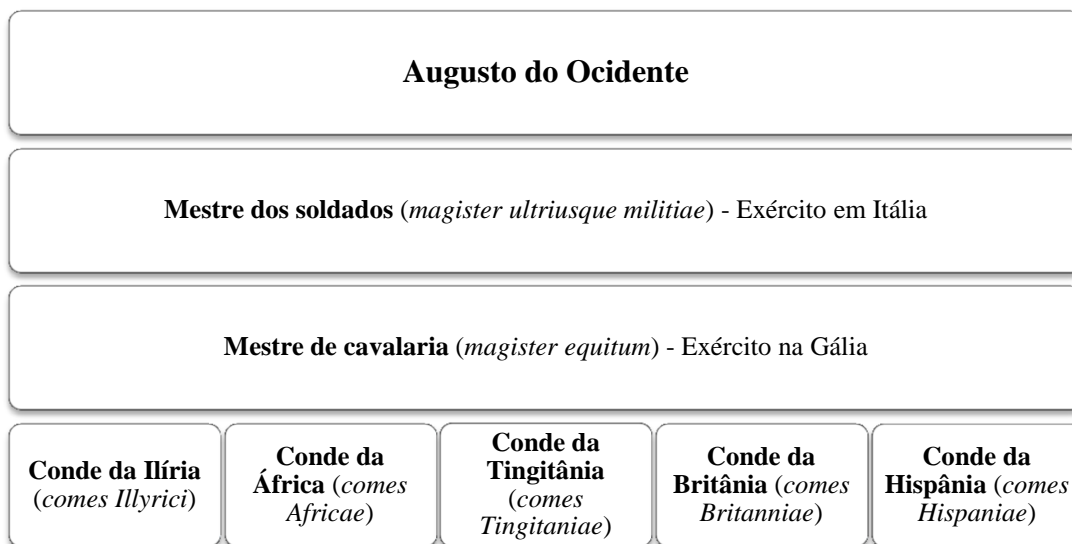 Augusto do Ocidente
Mestre dos soldados (magister ultriusque militiae) - Exército em Itália
Mestre de cavalaria (magister equitum) - Exército na Gália
Conde da Ilíria
(comes Illyrici)
Conde da
África (comes
Africae)
Conde da
Tingitânia
(comes
Tingitaniae)
Conde da
Britânia (comes
Britanniae)
Conde da
Hispânia (comes
Hispaniae)